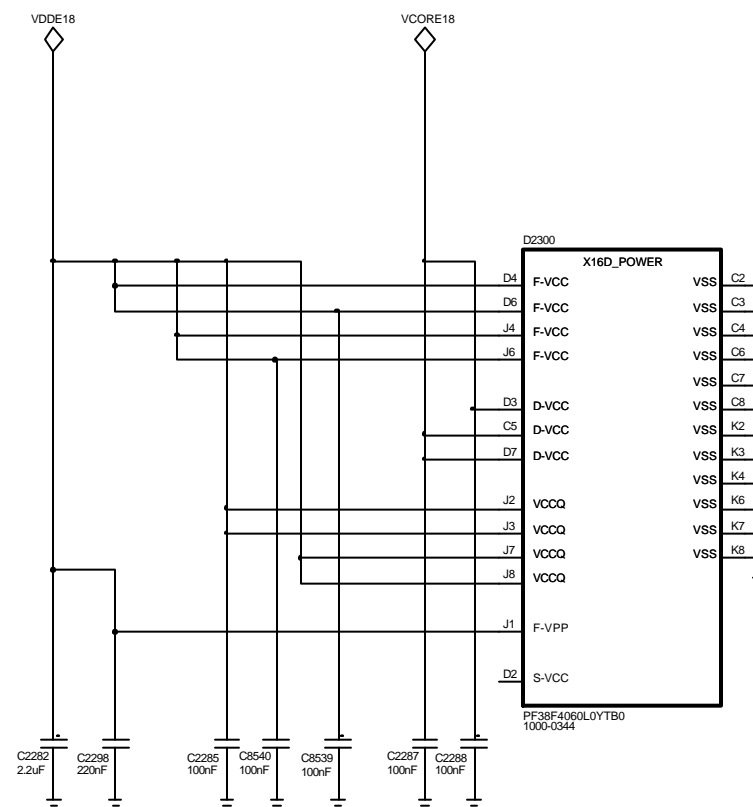 VDDE18
VCORE18
D2300
X16D_POWER
D4 F-VCC VSS C2
D6 F-VCC VSS C3
J4 F-VCC VSS C4
J6 F-VCC VSS C6
VSS C7
D3 D-VCC VSS C8
C5 D-VCC VSS K2
D7 D-VCC VSS K3
VSS K4
J2 VCCQ VSS K6
J3 VCCQ VSS K7
J7 VCCQ VSS K8
J8 VCCQ
J1 F-VPP
D2 S-VCC
PF38F4060L0YTB0
1000-0344
C2282
2.2uF
C2298
220nF
C2285
100nF
C8540
100nF
C8539
100nF
C2287
100nF
C2288
100nF